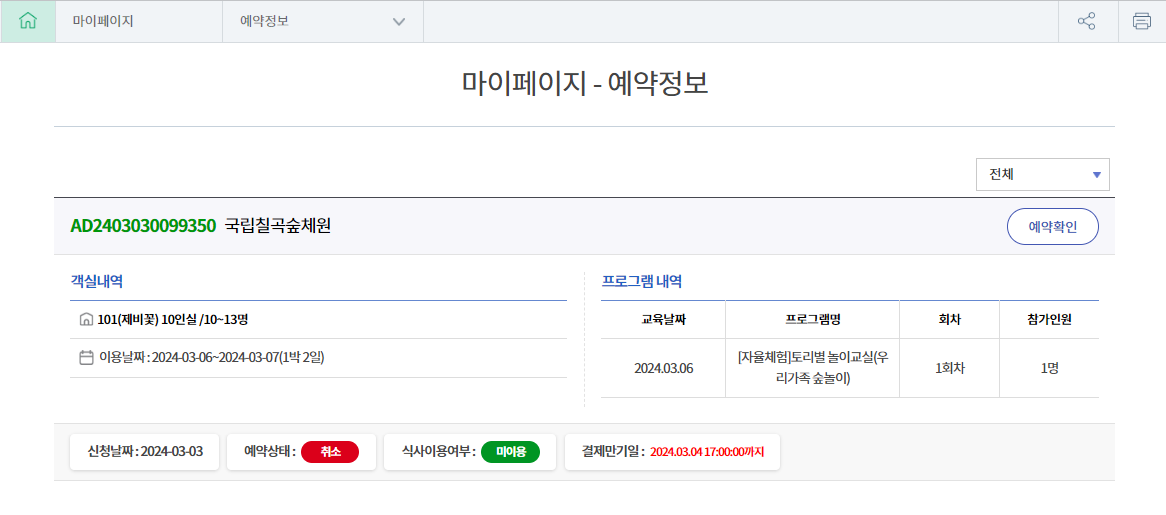 마이페이지
예약정보
마이페이지 - 예약정보
전체
AD2403030099350 국립칠곡숲체원
예약확인
객실내역
101(제비꽃) 10인실 /10~13명
이용날짜 : 2024-03-06~2024-03-07(1박 2일)
프로그램 내역
교육날짜 프로그램명 회차 참가인원
2024.03.06 [자율체험]토리별 놀이교실(우
리가족 숲놀이) 1회차 1명
신청날짜 : 2024-03-03 예약상태 : 취소 식사이용여부 : 미이용 결제만기일 : 2024.03.04 17:00:00까지